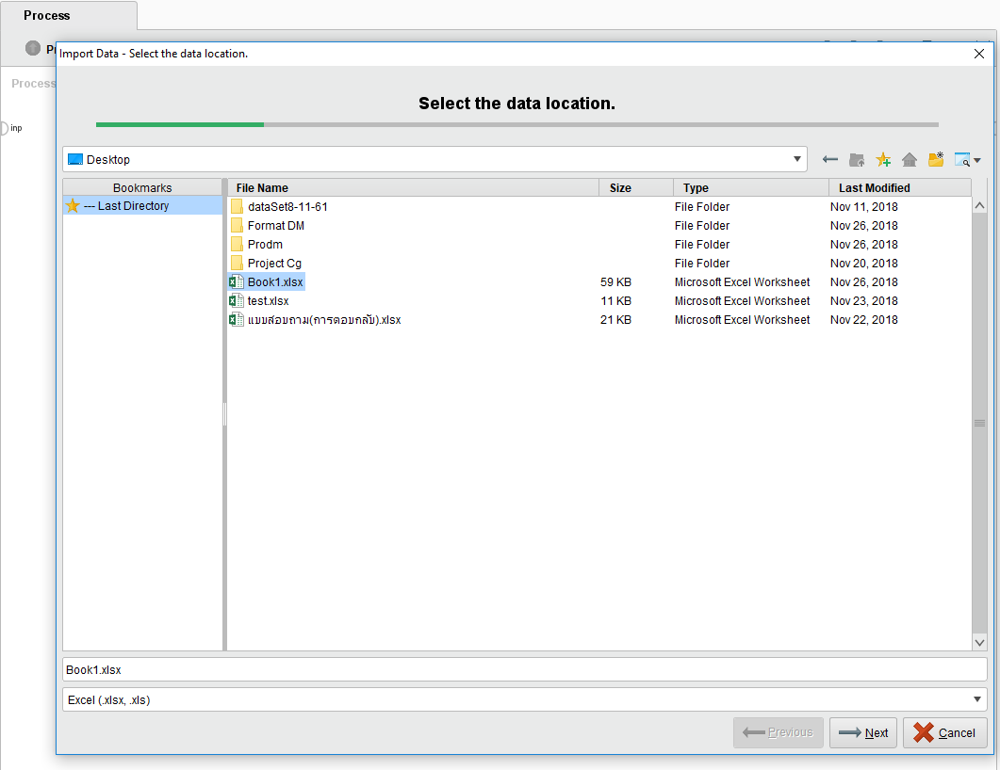 Process
Pr
Import Data - Select the data location.
Process
Select the data location.
inp
Desktop
Bookmarks
--- Last Directory
File Name Size Type Last Modified
dataSet8-11-61 File Folder Nov 11, 2018
Format DM File Folder Nov 26, 2018
Prodm File Folder Nov 26, 2018
Project Cg File Folder Nov 20, 2018
Book1.xlsx 59 KB Microsoft Excel Worksheet Nov 26, 2018
test.xlsx 11 KB Microsoft Excel Worksheet Nov 23, 2018
แบบสอบถาม(การตอบกลับ).xlsx 21 KB Microsoft Excel Worksheet Nov 22, 2018
Book1.xlsx
Excel (.xlsx, .xls)
Previous Next Cancel